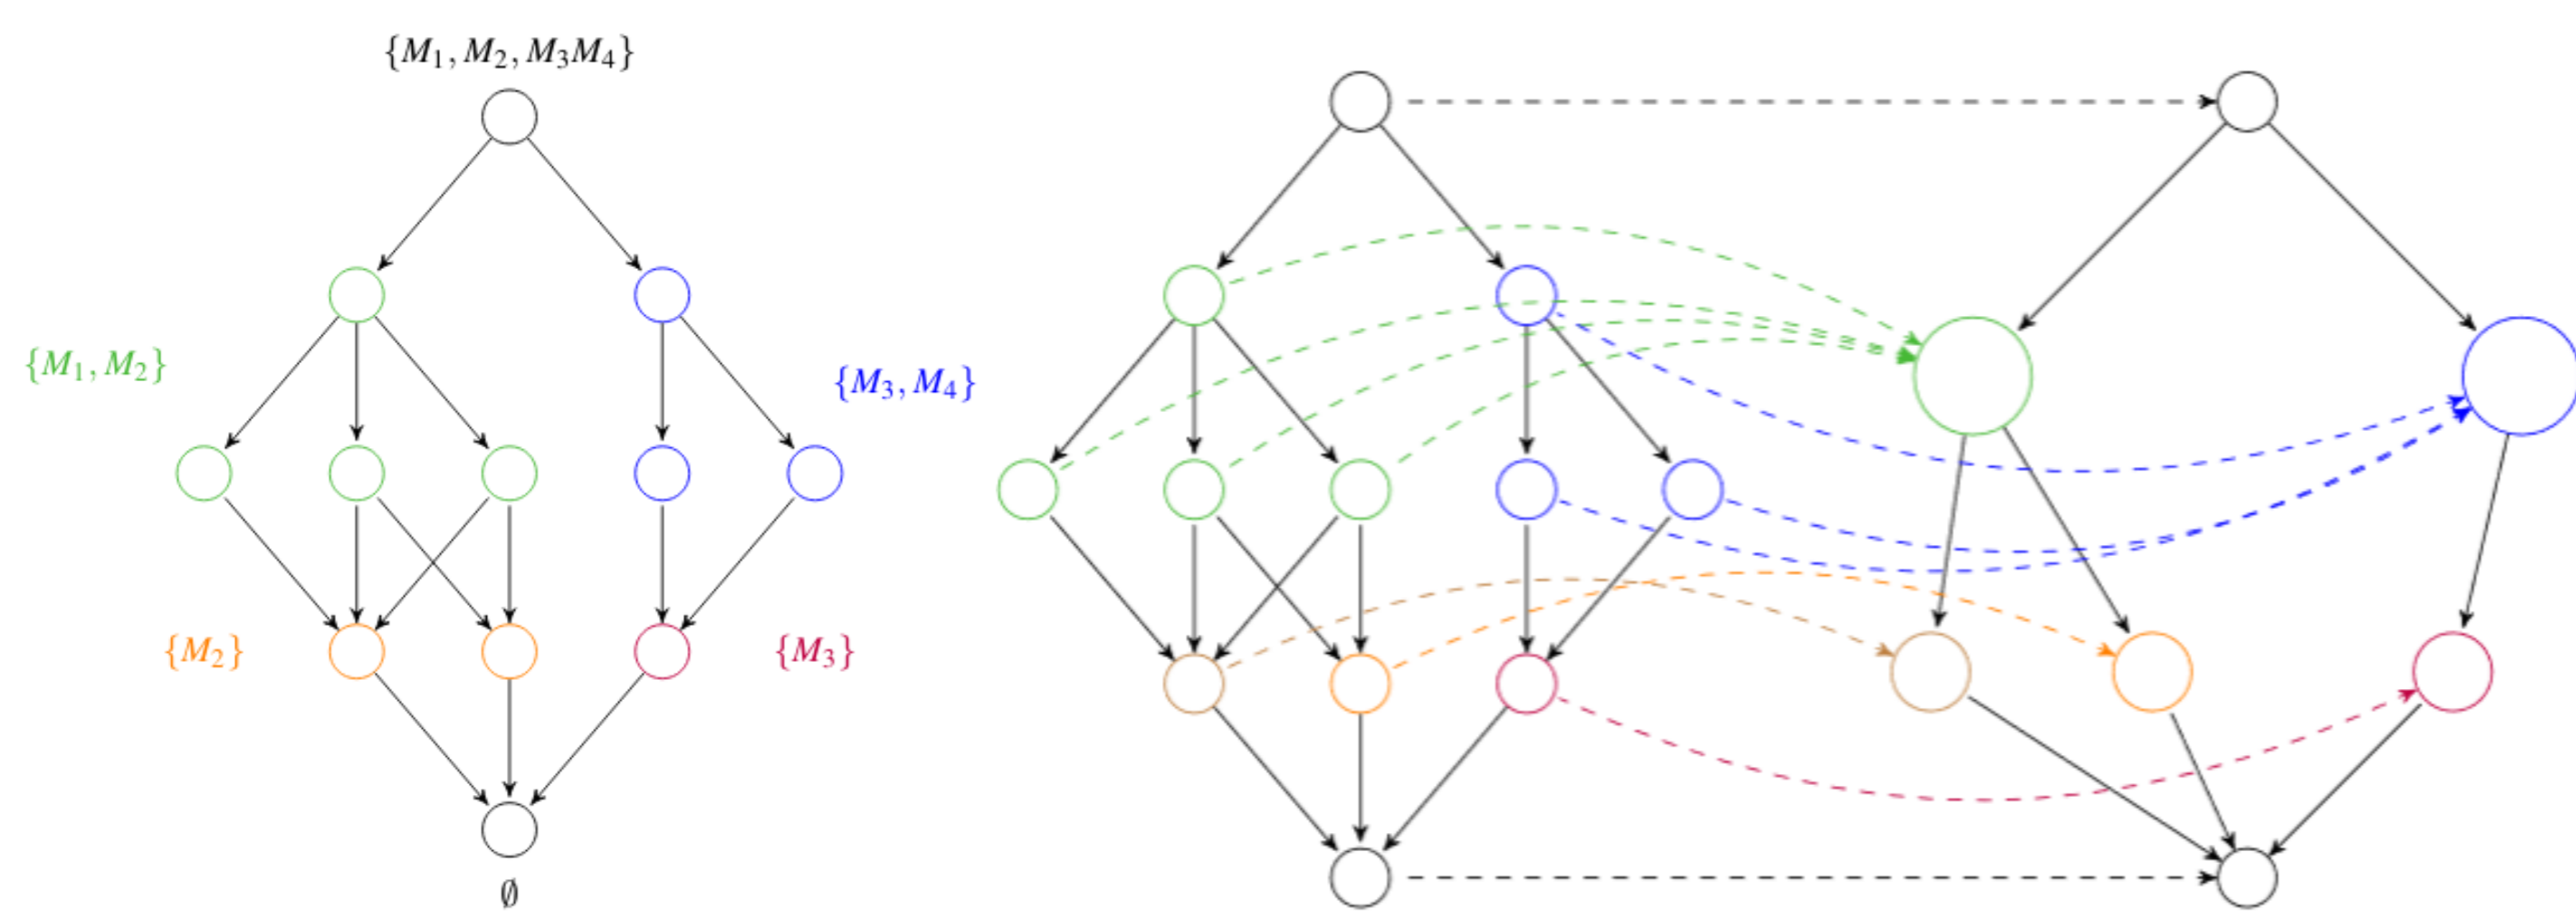 {M₁, M₂, M₃M₄}
{M₁, M₂}
{M₃, M₄}
{M₂}
{M₃}
∅